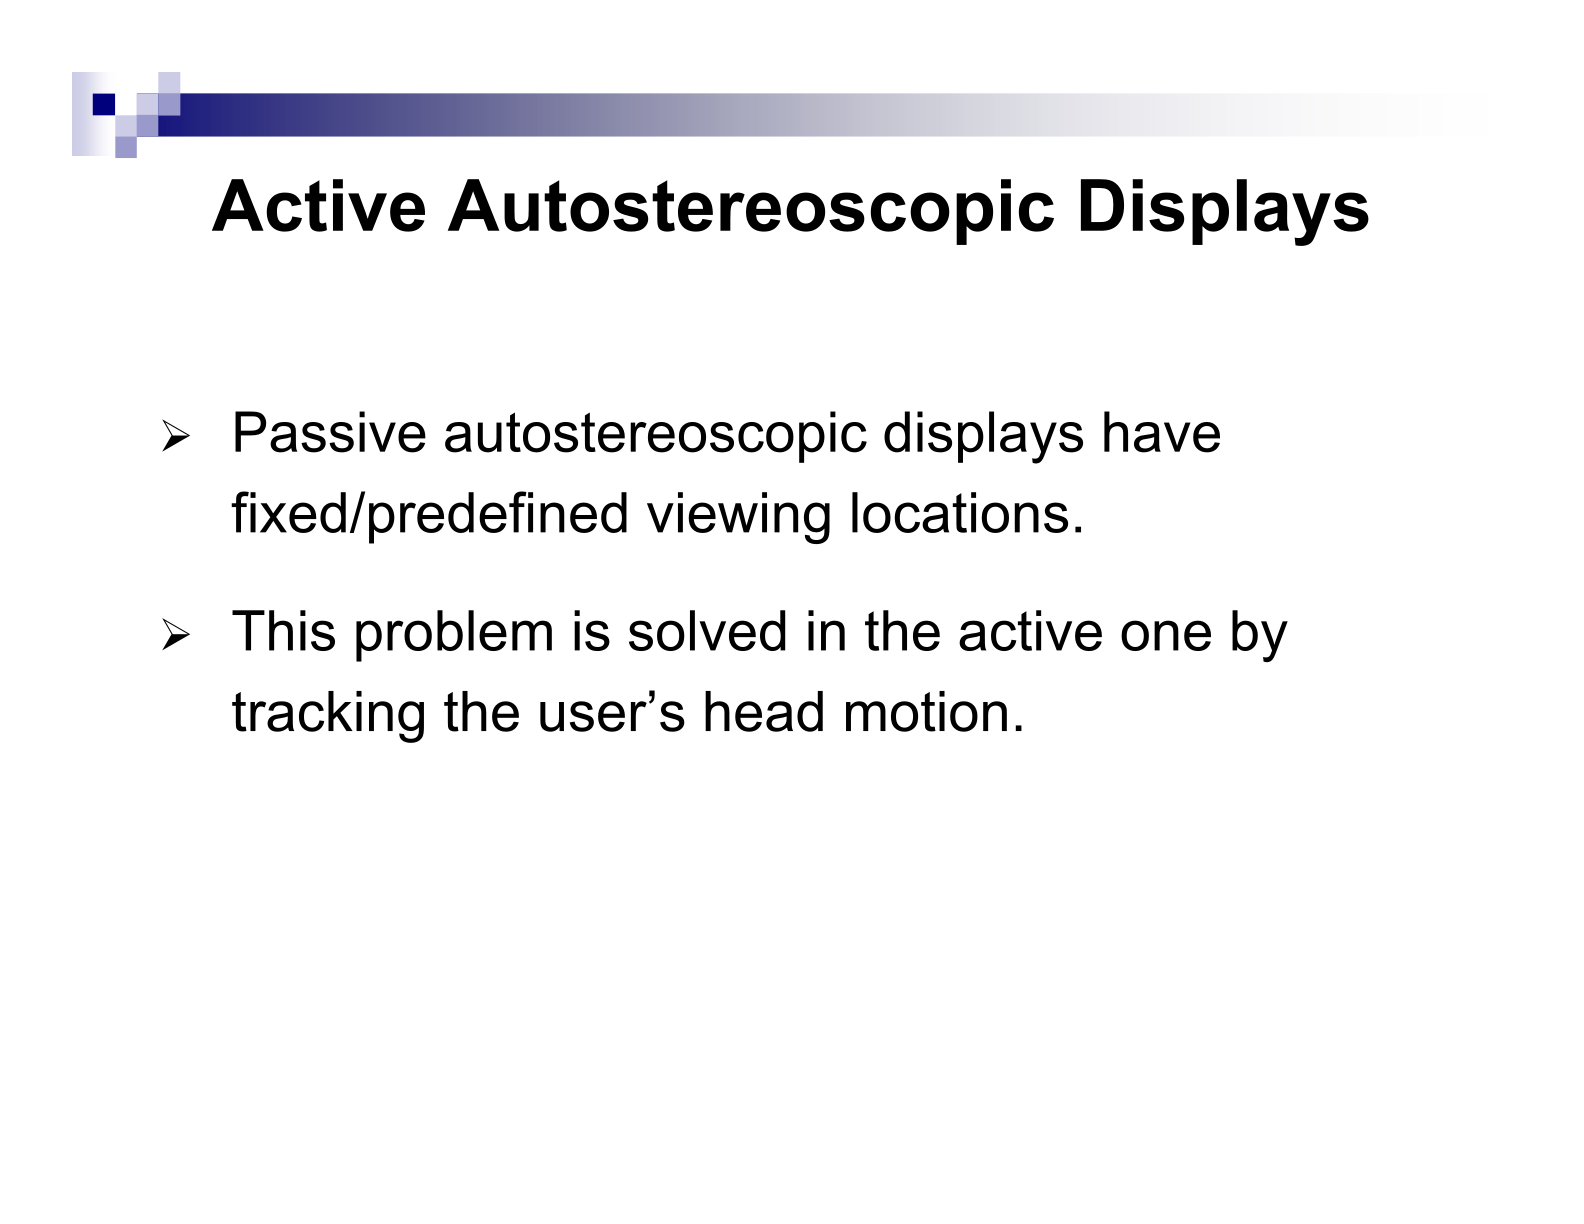 Active Autostereoscopic Displays
➢ Passive autostereoscopic displays have
fixed/predefined viewing locations.
➢ This problem is solved in the active one by
tracking the user’s head motion.